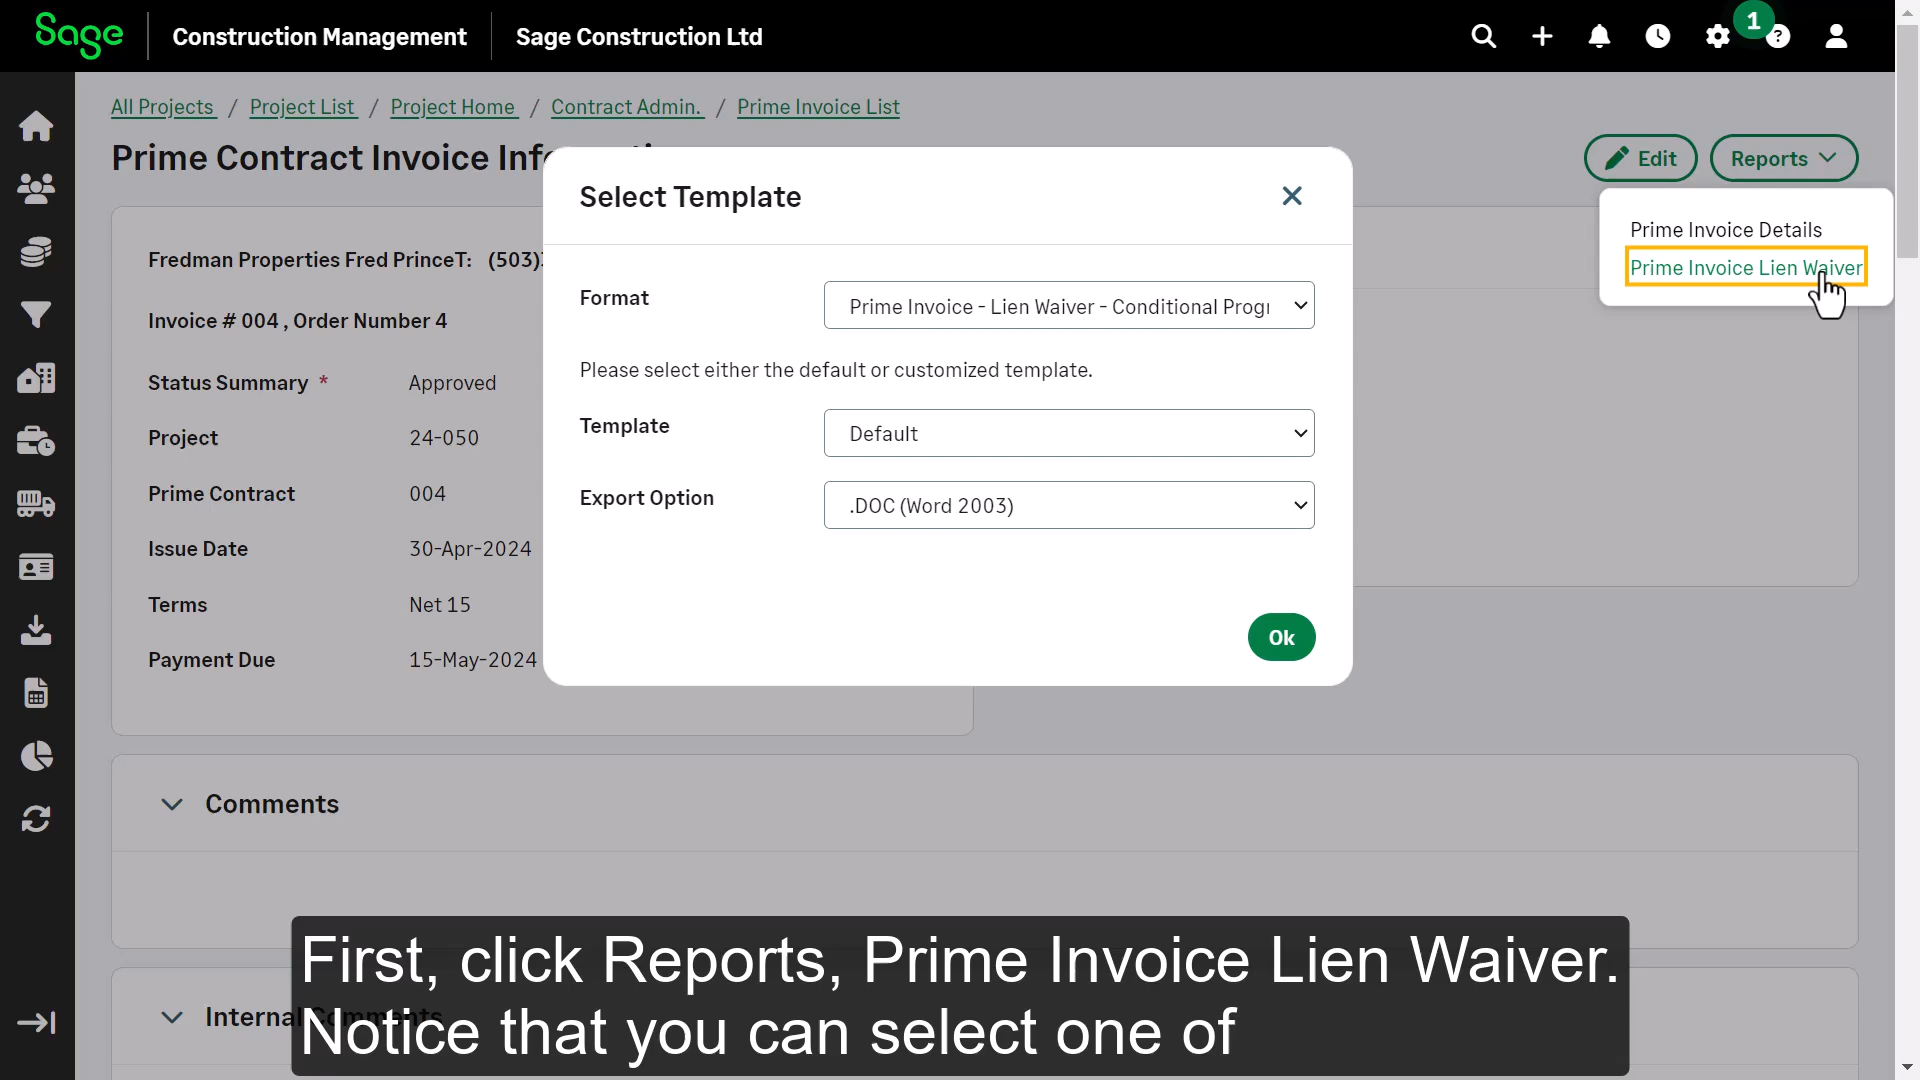 Sage
Construction Management
Sage Construction Ltd
1
?
All Projects / Project List / Project Home / Contract Admin. / Prime Invoice List
Prime Contract Invoice
Edit
Reports
Prime Invoice Details
Prime Invoice Lien Waiver
Select Template
Format
Prime Invoice - Lien Waiver - Conditional Progr
Please select either the default or customized template.
Template
Default
Export Option
.DOC (Word 2003)
Ok
Fredman Properties Fred PrinceT: (503)
Invoice # 004 , Order Number 4
Status Summary * Approved
Project 24-050
Prime Contract 004
Issue Date 30-Apr-2024
Terms Net 15
Payment Due 15-May-2024
Comments
Internal Comments
First, click Reports, Prime Invoice Lien Waiver.
Notice that you can select one of